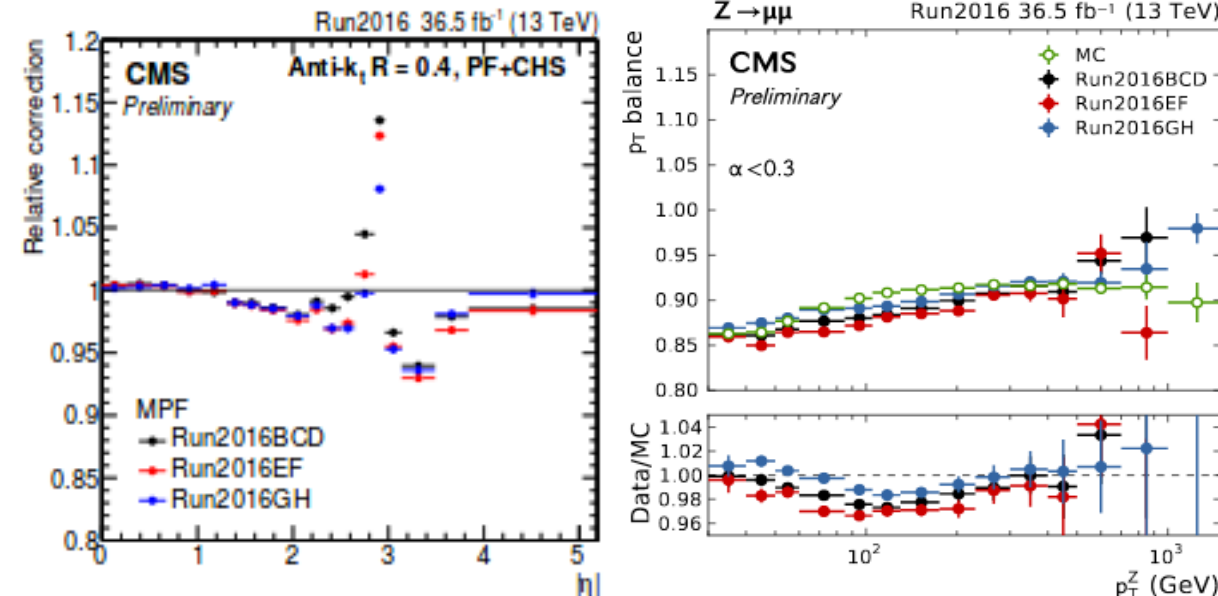 Run2016 36.5 fb⁻¹ (13 TeV)
CMS
Preliminary
Anti-kₜ R = 0.4, PF+CHS
Relative correction
1.2
1.15
1.1
1.05
1
0.95
0.9
0.85
0.8
MPF
Run2016BCD
Run2016EF
Run2016GH
0 1 2 3 4 5
|η|
Z →μμ Run2016 36.5 fb⁻¹ (13 TeV)
CMS
Preliminary
α <0.3
MC
Run2016BCD
Run2016EF
Run2016GH
p_T balance
1.15
1.10
1.05
1.00
0.95
0.90
0.85
0.80
Data/MC
1.04
1.02
1.00
0.98
0.96
10² 10³
p_T^Z (GeV)